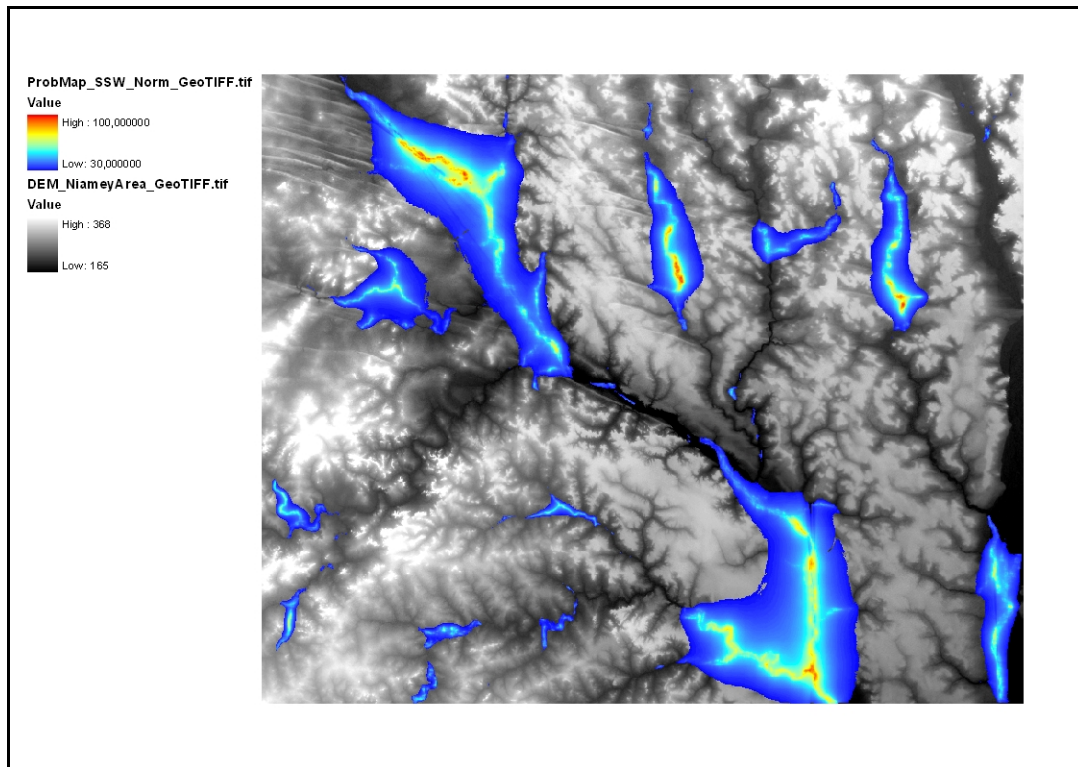 ProbMap_SSW_Norm_GeoTIFF.tif
Value
High : 100,000000
Low: 30,000000
DEM_NiameyArea_GeoTIFF.tif
Value
High : 368
Low: 165